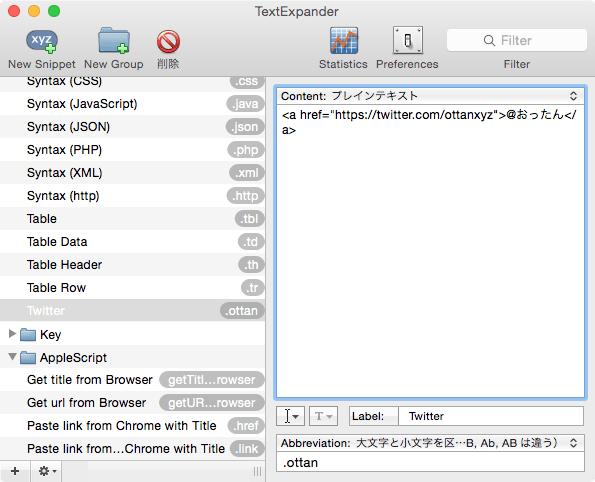 TextExpander
xyz
New Snippet
New Group
削除
Statistics
Preferences
Filter
Filter
Syntax (CSS) .css
Syntax (JavaScript) .java
Syntax (JSON) .json
Syntax (PHP) .php
Syntax (XML) .xml
Syntax (http) .http
Table .tbl
Table Data .td
Table Header .th
Table Row .tr
Twitter .ottan
Key
AppleScript
Get title from Browser getTitl...rowser
Get url from Browser getUR...rowser
Paste link from Chrome with Title .href
Paste link from...Chrome with Title .link
Content: プレインテキスト
<a href="https://twitter.com/ottanxyz">@おったん</
a>
T
Label: Twitter
Abbreviation: 大文字と小文字を区…B, Ab, AB は違う)
.ottan